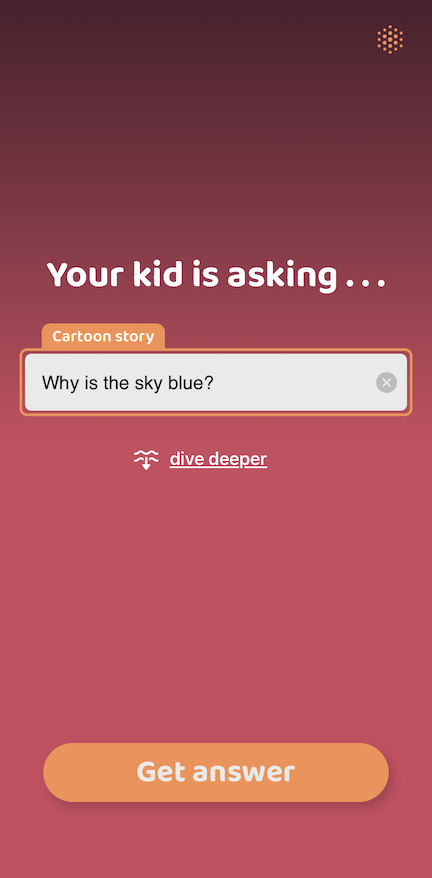 Your kid is asking . . .
Cartoon story
Why is the sky blue?
dive deeper
Get answer